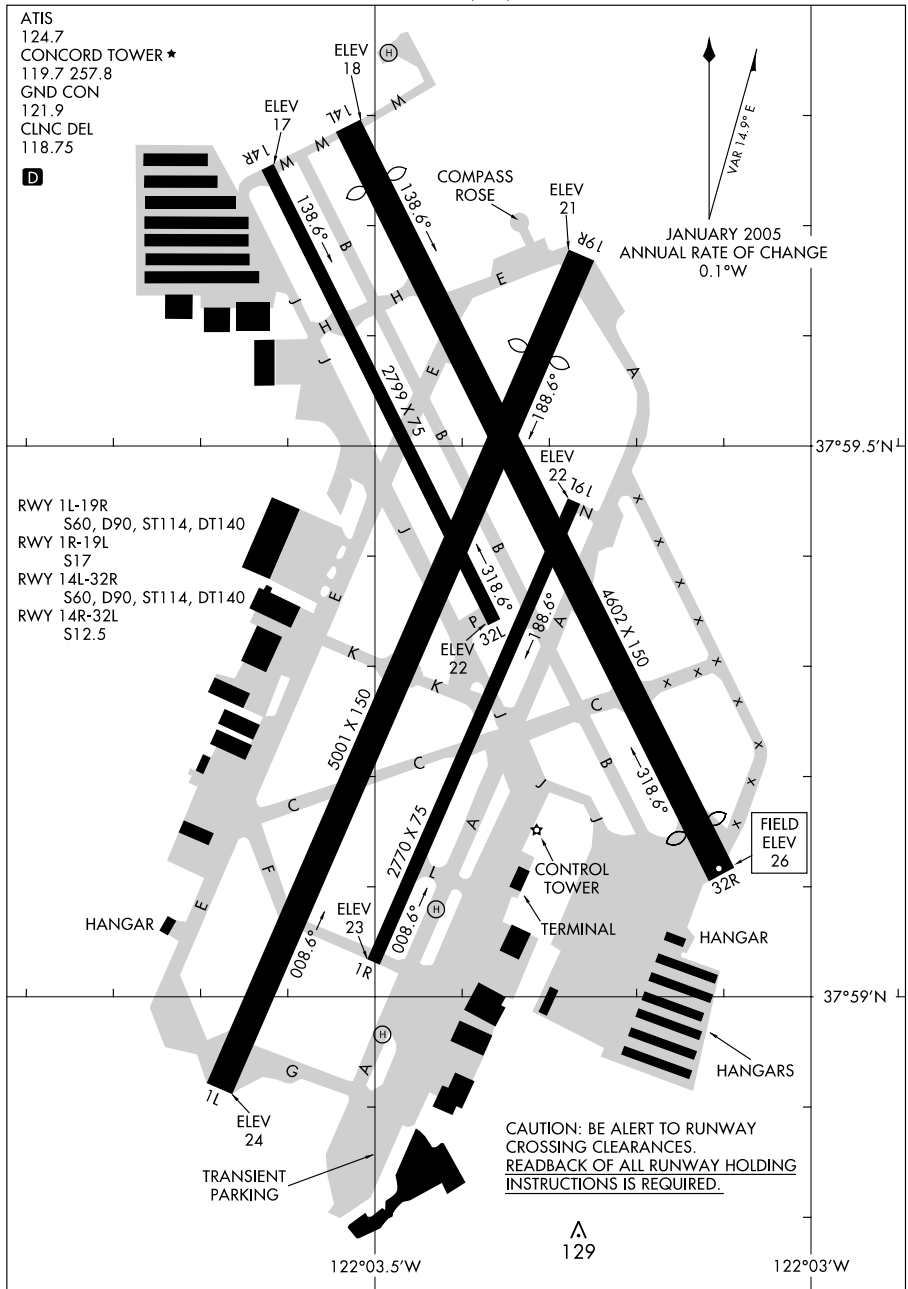 ATIS
124.7
CONCORD TOWER ★
119.7 257.8
GND CON
121.9
CLNC DEL
118.75
D
ELEV
18
H
ELEV
17
14L
W
14R
W
W
VAR 14.9° E
COMPASS
ROSE
ELEV
21
19R
JANUARY 2005
ANNUAL RATE OF CHANGE
0.1°W
138.6°
138.6°
B
E
H
J
H
J
E
A
2799 X 75
B
188.6°
37°59.5'N
ELEV
22
19L
N
RWY 1L-19R
S60, D90, ST114, DT140
RWY 1R-19L
S17
RWY 14L-32R
S60, D90, ST114, DT140
RWY 14R-32L
S12.5
J
B
318.6°
188.6°
4602 X 150
E
P
32L
ELEV
22
A
K
K
J
C
5001 X 150
C
C
B
318.6°
J
J
A
2770 X 75
CONTROL
TOWER
FIELD
ELEV
26
32R
F
L
008.6°
H
TERMINAL
HANGAR
E
HANGAR
008.6°
ELEV
23
1R
37°59'N
H
HANGARS
G
A
1L
ELEV
24
CAUTION: BE ALERT TO RUNWAY
CROSSING CLEARANCES.
READBACK OF ALL RUNWAY HOLDING
INSTRUCTIONS IS REQUIRED.
TRANSIENT
PARKING
129
122°03.5'W
122°03'W